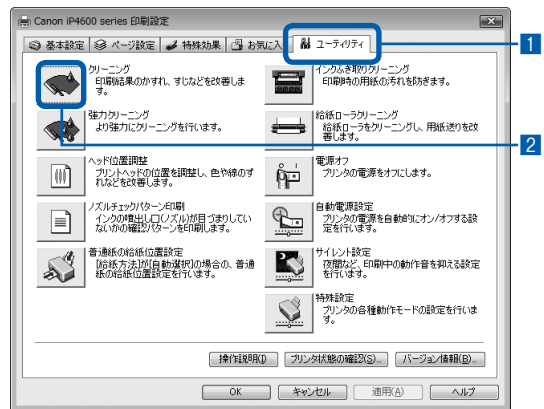 Canon iP4600 series 印刷設定
基本設定 ページ設定 特殊効果 お気に入 ユーティリティ
1
クリーニング
印刷結果のかすれ、すじなどを改善しま
す。
2
強力クリーニング
より強力にクリーニングを行います。
ヘッド位置調整
プリントヘッドの位置を調整し、色や線のず
れなどを改善します。
ノズルチェックパターン印刷
インクの噴出し口(ノズル)が目づまりしてい
ないかの確認パターンを印刷します。
普通紙の給紙位置設定
[給紙方法]が[自動選択]の場合の、普通
紙の給紙位置設定を行います。
インクふき取りクリーニング
印刷時の用紙の汚れを防ぎます。
給紙ローラクリーニング
給紙ローラをクリーニングし、用紙送りを改
善します。
電源オフ
プリンタの電源をオフにします。
自動電源設定
プリンタの電源を自動的にオン/オフする設
定を行います。
サイレント設定
夜間など、印刷中の動作音を抑える設定
を行います。
特殊設定
プリンタの各種動作モードの設定を行いま
す。
操作説明(I) プリンタ状態の確認(S)... バージョン情報(B)...
OK キャンセル 適用(A) ヘルプ